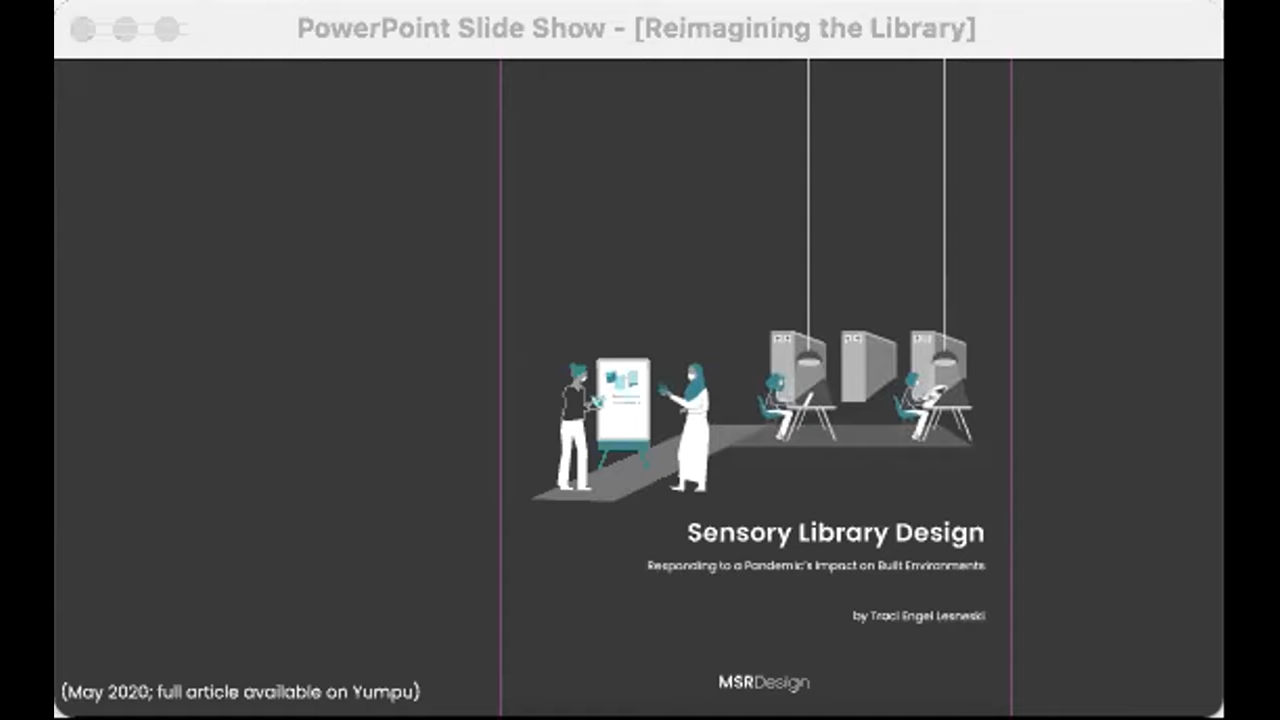 PowerPoint Slide Show - [Reimagining the Library]
Sensory Library Design
Responding to a Pandemic's Impact on Built Environments
by Traci Engel Lesneski
MSRDesign
(May 2020; full article available on Yumpu)